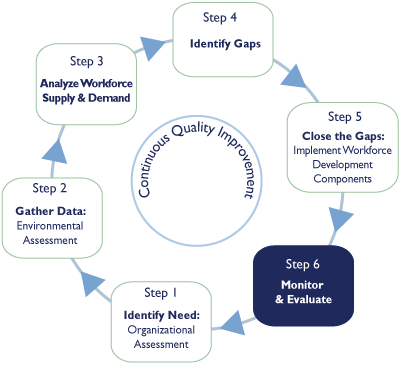 Step 4
Identify Gaps
Step 3
Analyze Workforce
Supply & Demand
Step 5
Close the Gaps:
Implement Workforce
Development
Components
Continuous Quality Improvement
Step 2
Gather Data:
Environmental
Assessment
Step 6
Monitor
& Evaluate
Step 1
Identify Need:
Organizational
Assessment